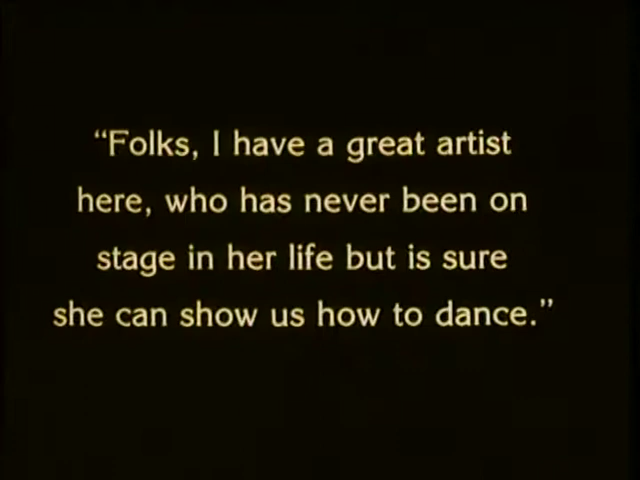 “Folks, I have a great artist
here, who has never been on
stage in her life but is sure
she can show us how to dance.”